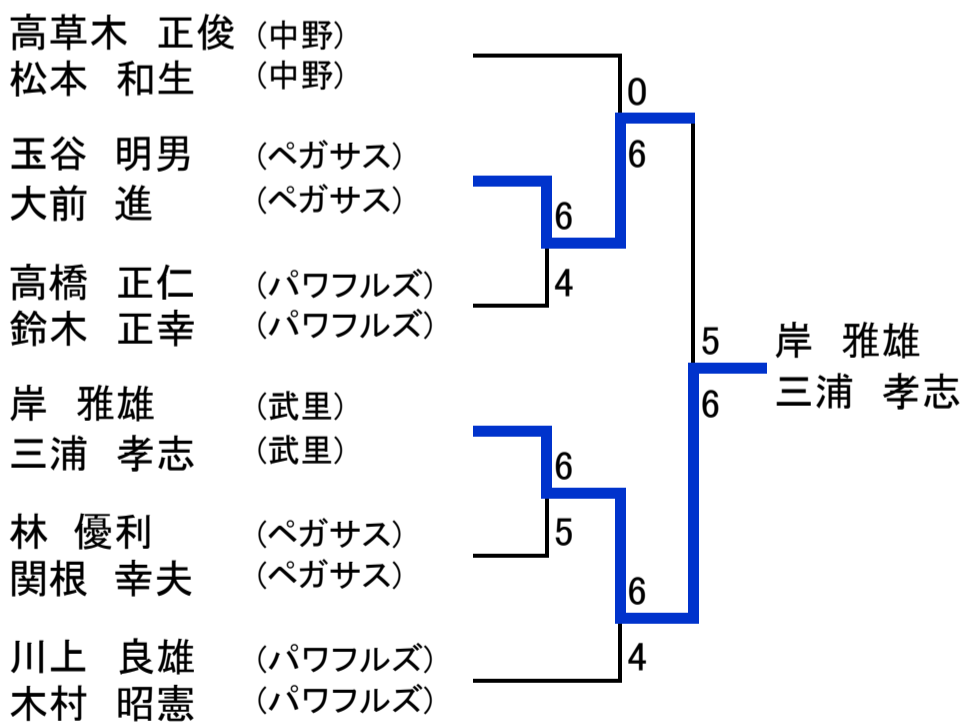 高草木 正俊 (中野)
松本 和生 (中野)
0
玉谷 明男 (ペガサス)
6
大前 進 (ペガサス)
6
高橋 正仁 (パワフルズ)
4
鈴木 正幸 (パワフルズ)
5
岸 雅雄
三浦 孝志
6
岸 雅雄 (武里)
三浦 孝志 (武里)
6
林 優利 (ペガサス)
5
関根 幸夫 (ペガサス)
6
川上 良雄 (パワフルズ)
4
木村 昭憲 (パワフルズ)